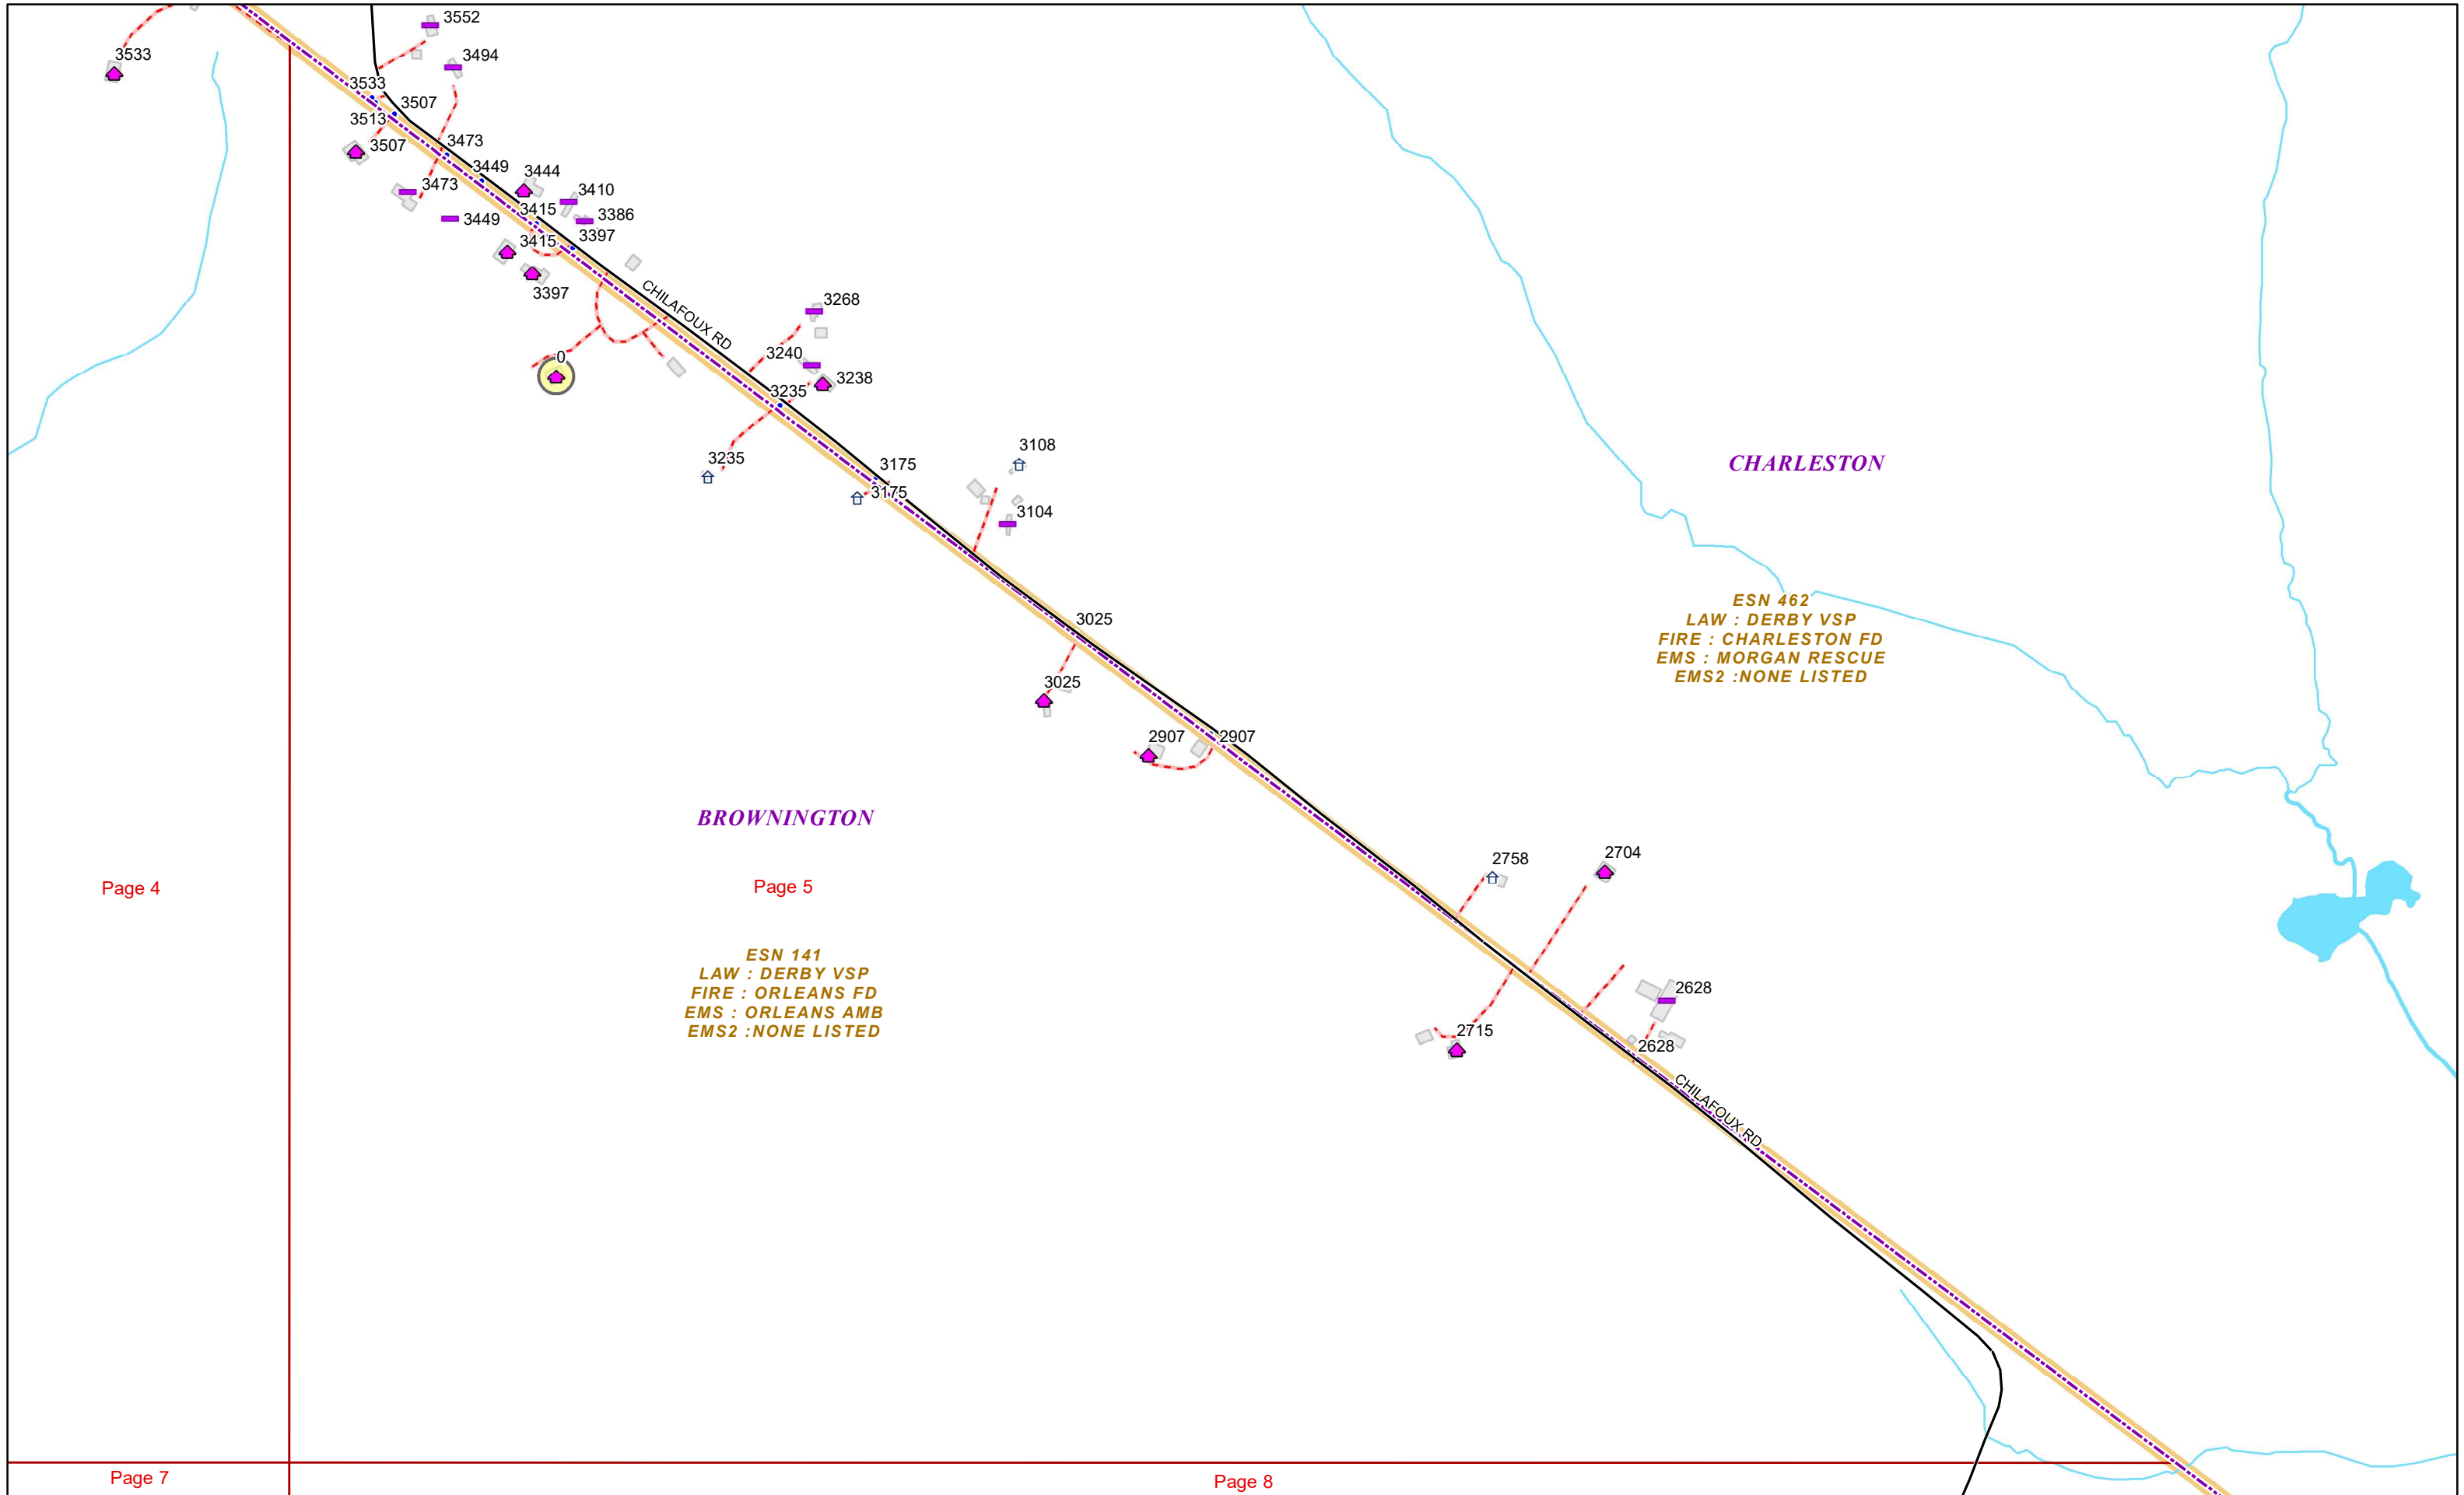 3552
3533
3494
3533
3507
3513
3507
3473
3449
3444
3473
3410
3449
3415
3386
3415
3397
3397
CHILAFOUX RD
3268
0
3240
3238
3235
3235
3108
3175
3175
3104
CHARLESTON
ESN 462
LAW : DERBY VSP
FIRE : CHARLESTON FD
EMS : MORGAN RESCUE
EMS2 :NONE LISTED
3025
3025
2907
2907
BROWNINGTON
2758
2704
Page 4
Page 5
ESN 141
LAW : DERBY VSP
FIRE : ORLEANS FD
EMS : ORLEANS AMB
EMS2 :NONE LISTED
2628
2715
2628
CHILAFOUX RD
Page 7
Page 8